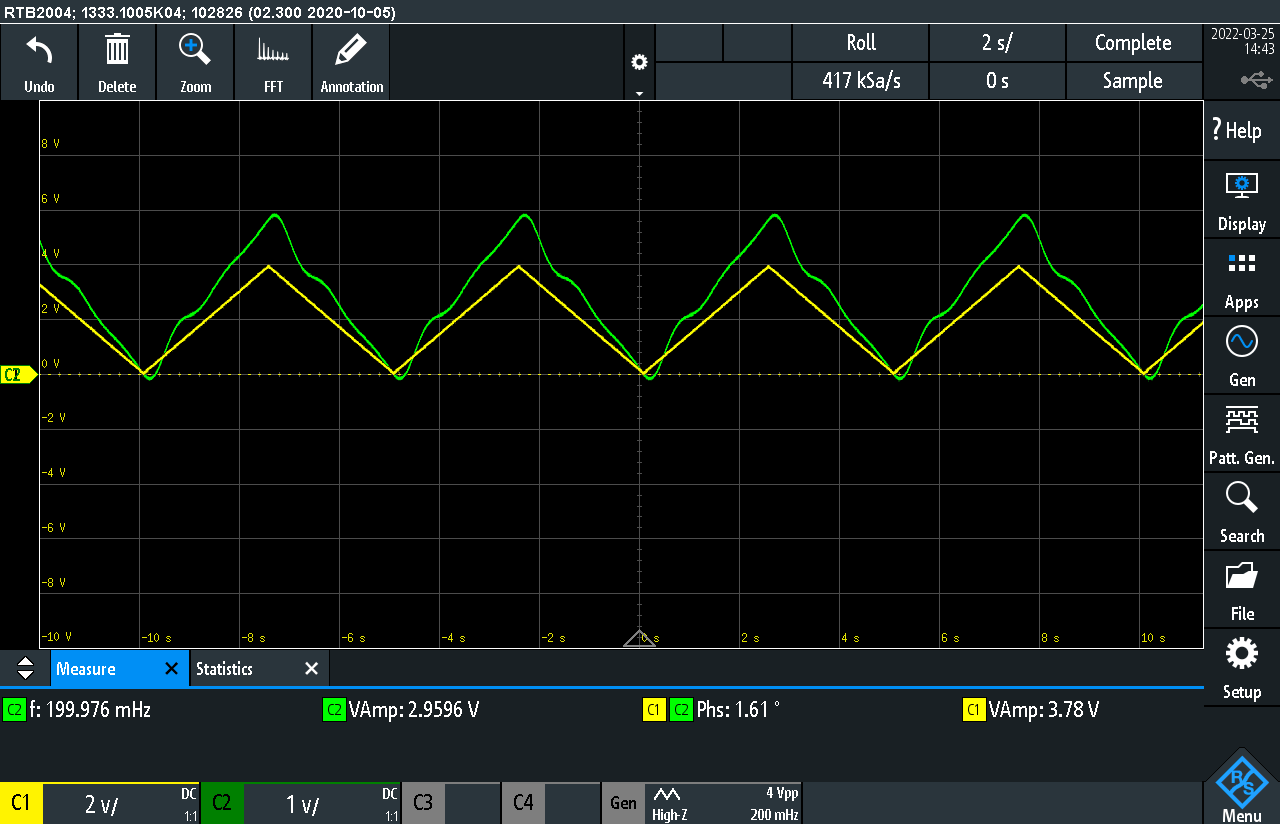 RTB2004; 1333.1005K04; 102826 (02.300 2020-10-05)
Undo
Delete
Zoom
FFT
Annotation
Roll
2 s/
Complete
417 kSa/s
0 s
Sample
2022-03-25
14:43
? Help
Display
Apps
Gen
Patt. Gen.
Search
File
Setup
Menu
8 V
6 V
4 V
2 V
0 V
-2 V
-4 V
-6 V
-8 V
-10 V
-10 s
-8 s
-6 s
-4 s
-2 s
0 s
2 s
4 s
6 s
8 s
10 s
Measure
Statistics
C2 f: 199.976 mHz
C2 VAmp: 2.9596 V
C1 C2 Phs: 1.61 °
C1 VAmp: 3.78 V
C1 2 V/ DC 1:1
C2 1 V/ DC 1:1
C3
C4
Gen High-Z 4 Vpp 200 mHz
R&S